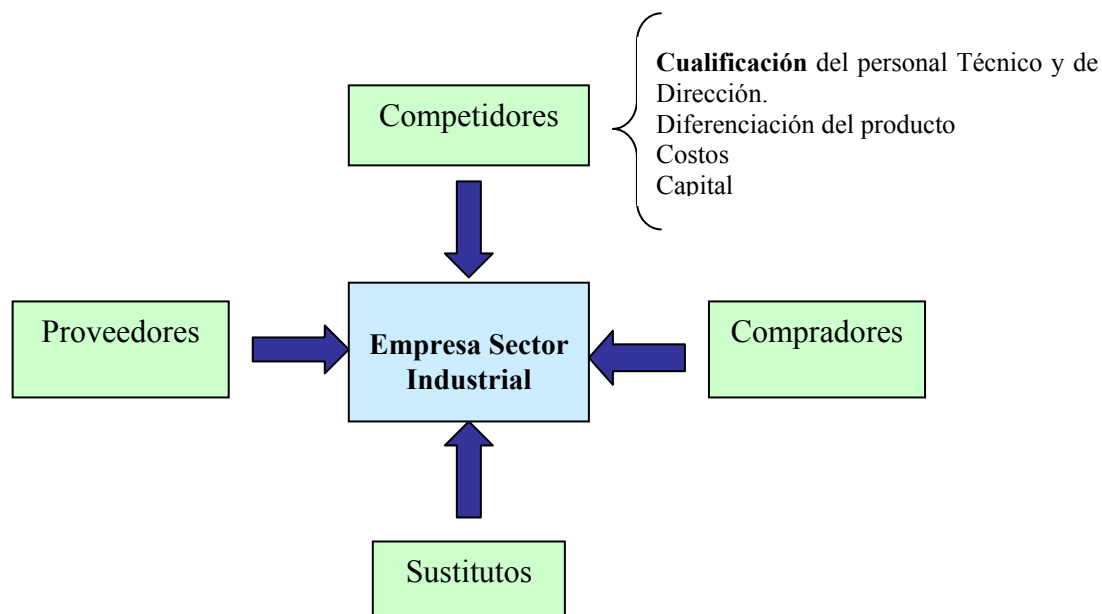 Competidores
Cualificación del personal Técnico y de
Dirección.
Diferenciación del producto
Costos
Capital
Proveedores
Empresa Sector
Industrial
Compradores
Sustitutos